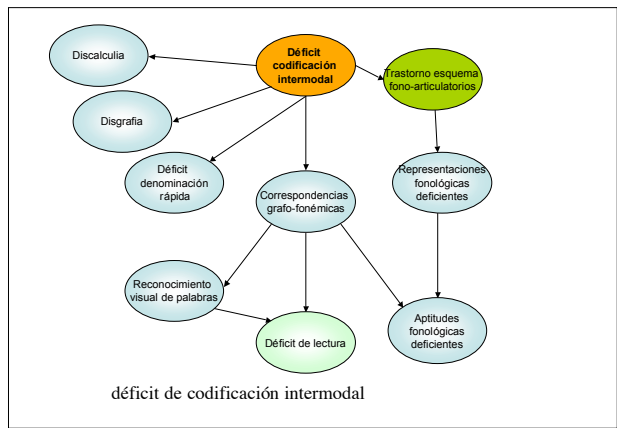 Déficit
codificación
intermodal
Discalculia
Trastorno esquema
fono-articulatorios
Disgrafia
Déficit
denominación
rápida
Correspondencias
grafo-fonémicas
Representaciones
fonológicas
deficientes
Reconocimiento
visual de palabras
Déficit de lectura
Aptitudes
fonológicas
deficientes
déficit de codificación intermodal